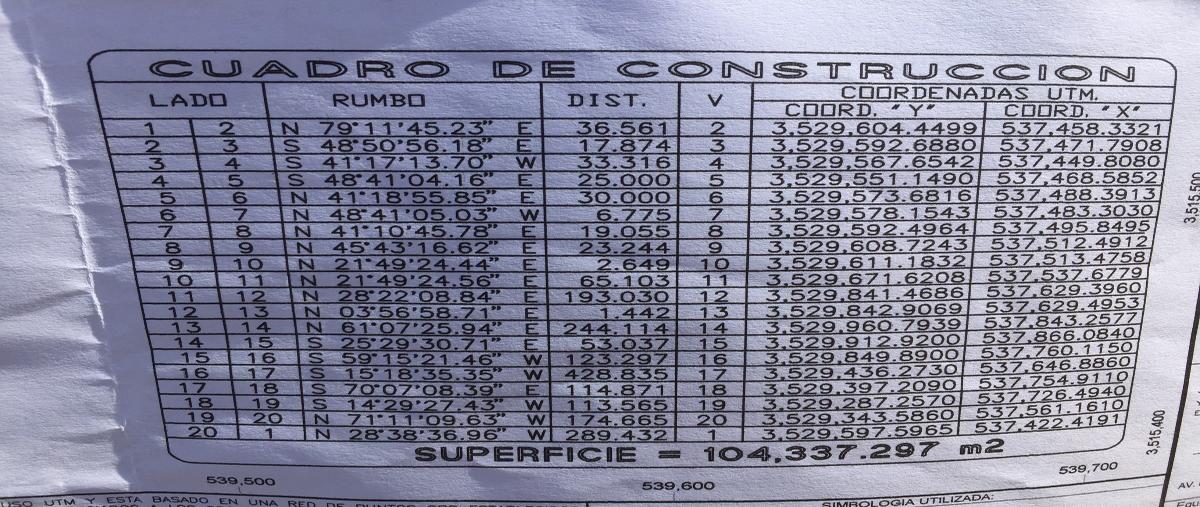 CUADRO DE CONSTRUCCION
LADO RUMBO DIST. V COORDENADAS UTM.
COORD. "Y" COORD. "X"
1 2 N 79°11'45.23" E 36.561 2 3,529,604.4499 537,458.3321
2 3 S 48°50'56.18" E 17.874 3 3,529,592.6880 537,471.7908
3 4 S 41°17'13.70" W 33.316 4 3,529,567.6542 537,449.8080
4 5 S 48°41'04.16" E 25.000 5 3,529,551.1490 537,468.5852
5 6 N 41°18'55.85" E 30.000 6 3,529,573.6816 537,488.3913
6 7 N 48°41'05.03" W 6.775 7 3,529,578.1543 537,483.3030
7 8 N 41°10'45.78" E 19.055 8 3,529,592.4964 537,495.8495
8 9 N 45°43'16.62" E 23.244 9 3,529,608.7243 537,512.4912
9 10 N 21°49'24.44" E 2.649 10 3,529,611.1832 537,513.4758
10 11 N 21°49'24.56" E 65.103 11 3,529,671.6208 537,537.6779
11 12 N 28°22'08.84" E 193.030 12 3,529,841.4686 537,629.3960
12 13 N 03°56'58.71" E 1.442 13 3,529,842.9069 537,629.4953
13 14 N 61°07'25.94" E 244.114 14 3,529,960.7939 537,843.2577
14 15 S 25°29'30.71" E 53.037 15 3,529,912.9200 537,866.0840
15 16 S 59°15'21.46" W 123.297 16 3,529,849.8900 537,760.1150
16 17 S 15°18'35.35" W 428.835 17 3,529,436.2730 537,646.8860
17 18 S 70°07'08.39" E 114.871 18 3,529,397.2090 537,754.9110
18 19 S 14°29'27.43" W 113.565 19 3,529,287.2570 537,726.4940
19 20 N 71°11'09.63" W 174.665 20 3,529,343.5860 537,561.1610
20 1 N 28°38'36.96" W 289.432 1 3,529,597.5965 537,422.4191
SUPERFICIE = 104,337.297 m2
3,515,500
3,515,400
539,500 539,600 539,700
USO UTM Y ESTA BASADO EN UNA RED DE PUNTOS SIMBOLOGIA UTILIZADA: AV.